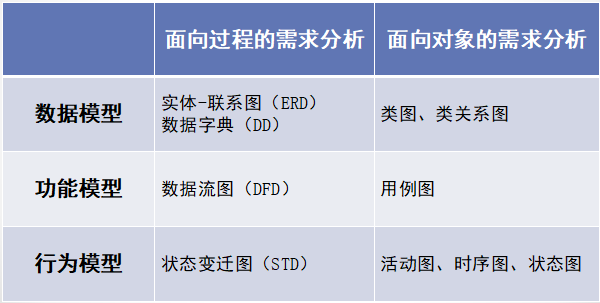 面向过程的需求分析 面向对象的需求分析
数据模型
实体-联系图（ERD）
数据字典（DD）
类图、类关系图
功能模型 数据流图（DFD） 用例图
行为模型 状态变迁图（STD） 活动图、时序图、状态图